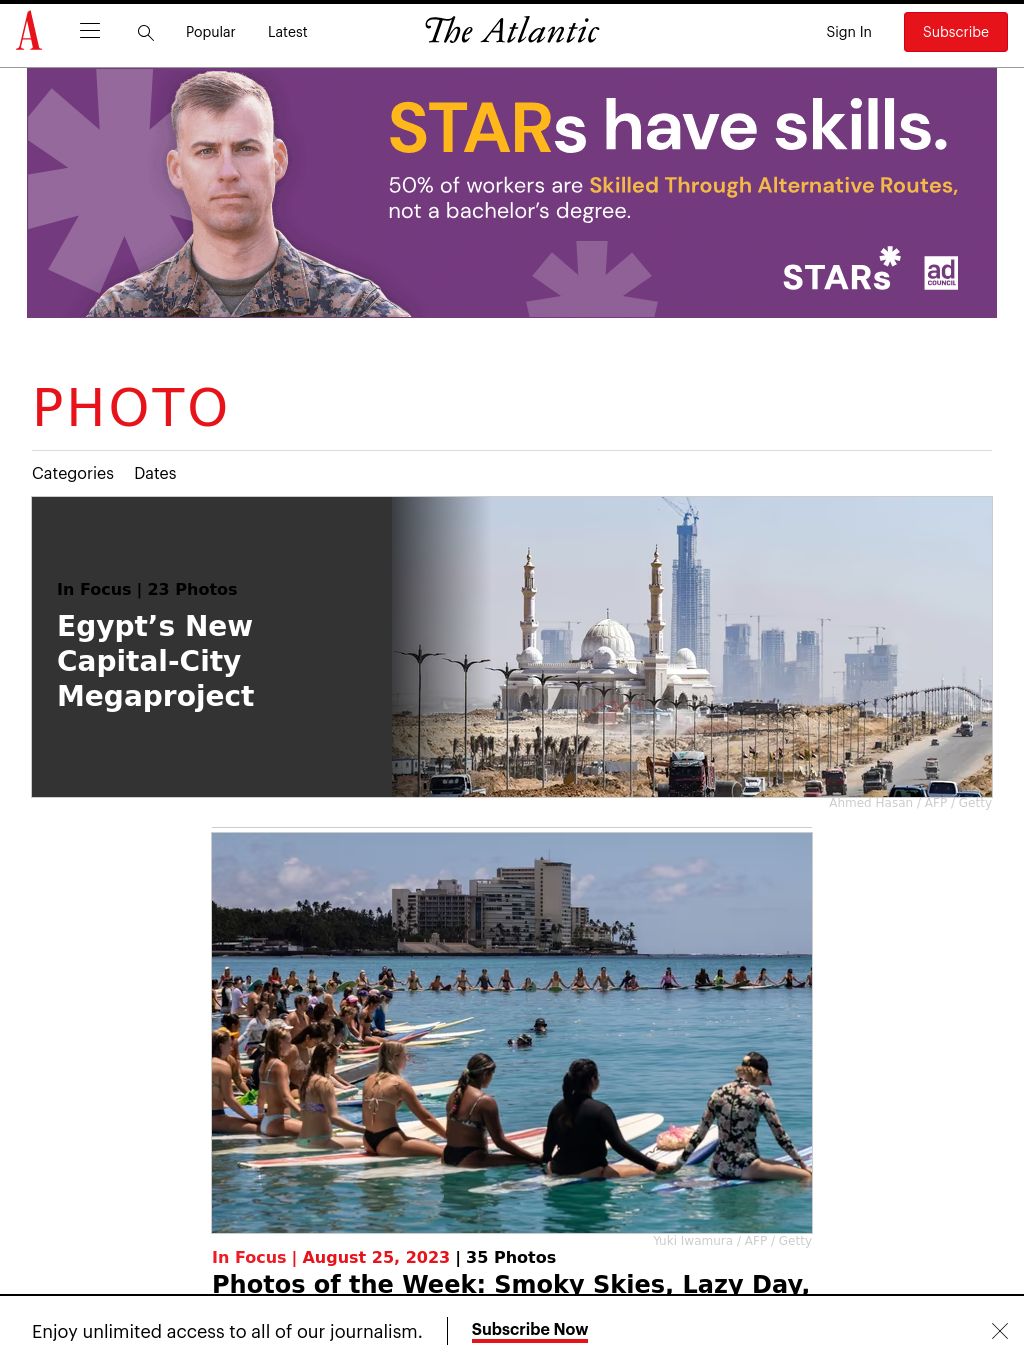 A
Popular
Latest
The Atlantic
Sign In
Subscribe
STARs have skills.
50% of workers are Skilled Through Alternative Routes,
not a bachelor’s degree.
STARs
ad
COUNCIL
PHOTO
Categories
Dates
In Focus | 23 Photos
Egypt’s New
Capital-City
Megaproject
Ahmed Hasan / AFP / Getty
Yuki Iwamura / AFP / Getty
In Focus | August 25, 2023 | 35 Photos
Photos of the Week: Smoky Skies, Lazy Day,
Enjoy unlimited access to all of our journalism.
Subscribe Now